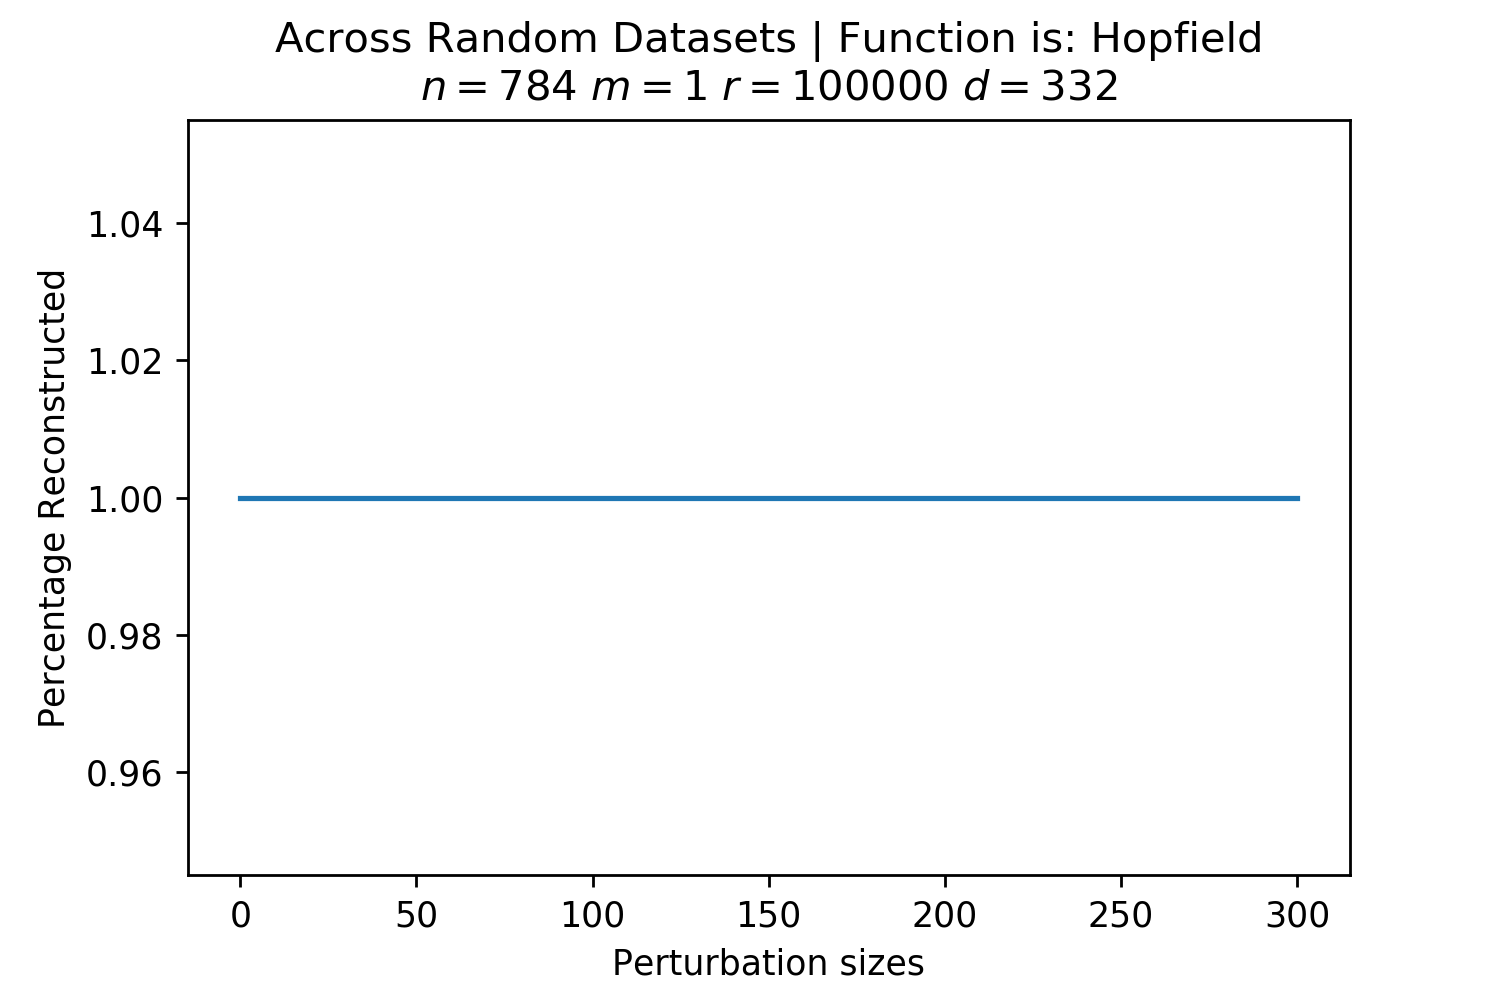 Across Random Datasets | Function is: Hopfield
n = 784 m = 1 r = 100000 d = 332
Percentage Reconstructed
1.04
1.02
1.00
0.98
0.96
0 50 100 150 200 250 300
Perturbation sizes